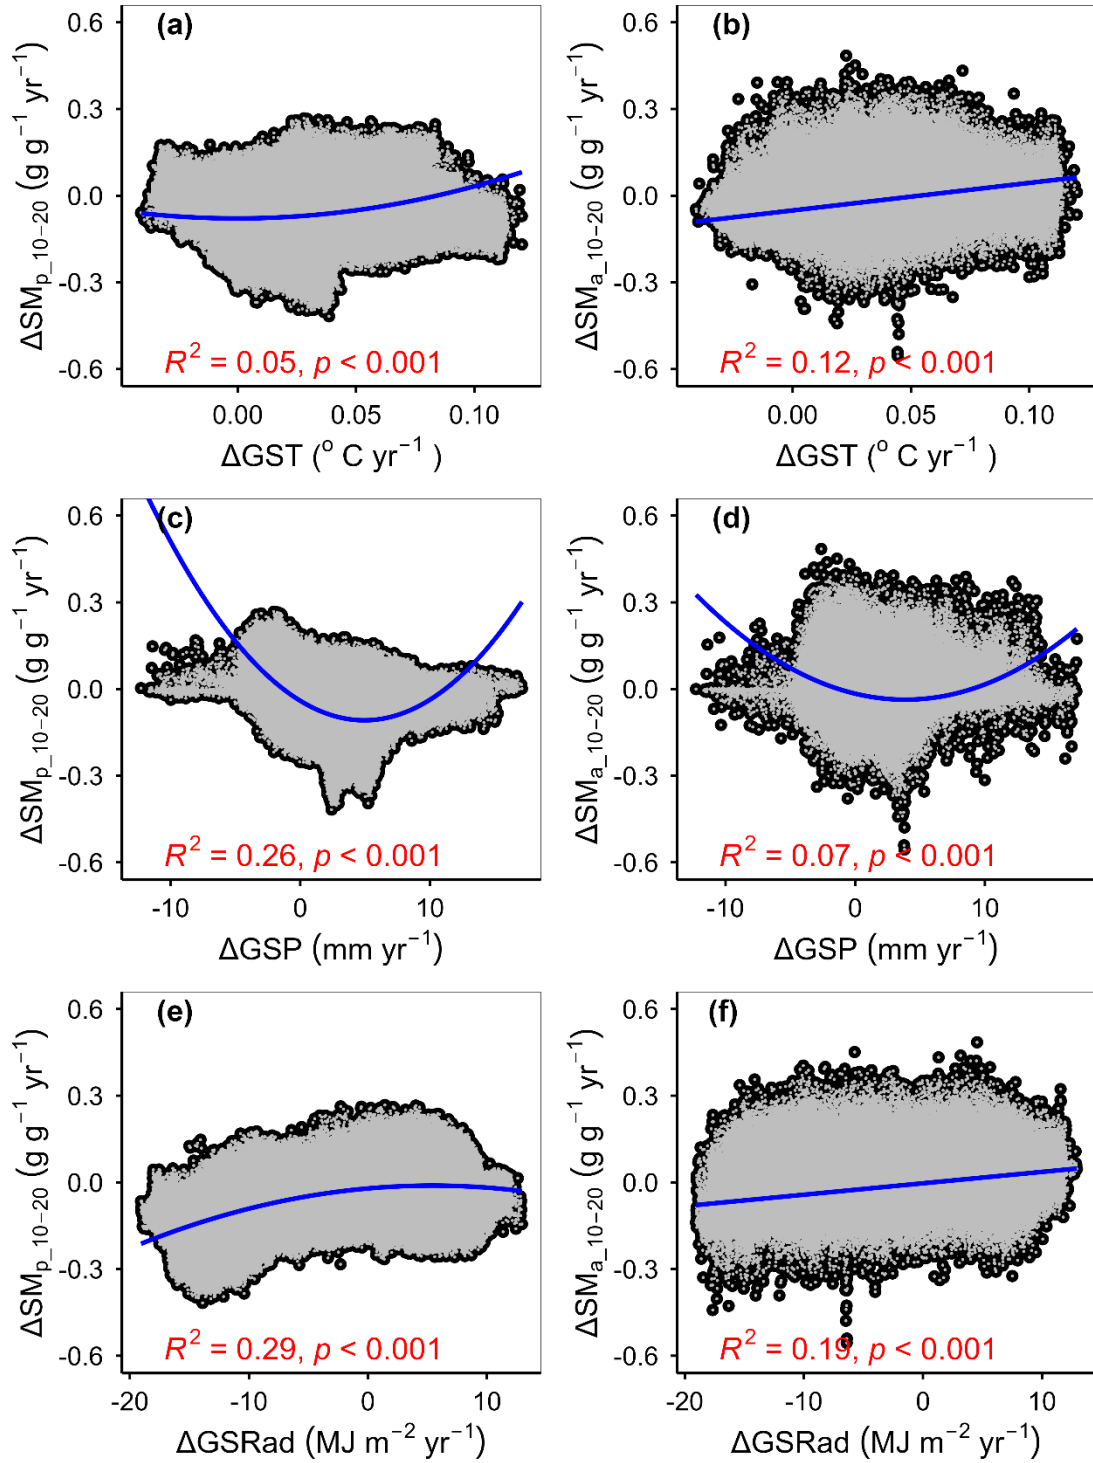 (a)
ΔSMp_10−20 (g g−1 yr−1)
0.6
0.3
0.0
-0.3
-0.6
R2 = 0.05, p < 0.001
0.00 0.05 0.10
ΔGST (o C yr−1 )
(b)
ΔSMa_10−20 (g g−1 yr−1)
0.6
0.3
0.0
-0.3
-0.6
R2 = 0.12, p < 0.001
0.00 0.05 0.10
ΔGST (o C yr−1 )
(c)
ΔSMp_10−20 (g g−1 yr−1)
0.6
0.3
0.0
-0.3
-0.6
R2 = 0.26, p < 0.001
-10 0 10
ΔGSP (mm yr−1)
(d)
ΔSMa_10−20 (g g−1 yr−1)
0.6
0.3
0.0
-0.3
-0.6
R2 = 0.07, p < 0.001
-10 0 10
ΔGSP (mm yr−1)
(e)
ΔSMp_10−20 (g g−1 yr−1)
0.6
0.3
0.0
-0.3
-0.6
R2 = 0.29, p < 0.001
-20 -10 0 10
ΔGSRad (MJ m−2 yr−1)
(f)
ΔSMa_10−20 (g g−1 yr−1)
0.6
0.3
0.0
-0.3
-0.6
R2 = 0.19, p < 0.001
-20 -10 0 10
ΔGSRad (MJ m−2 yr−1)